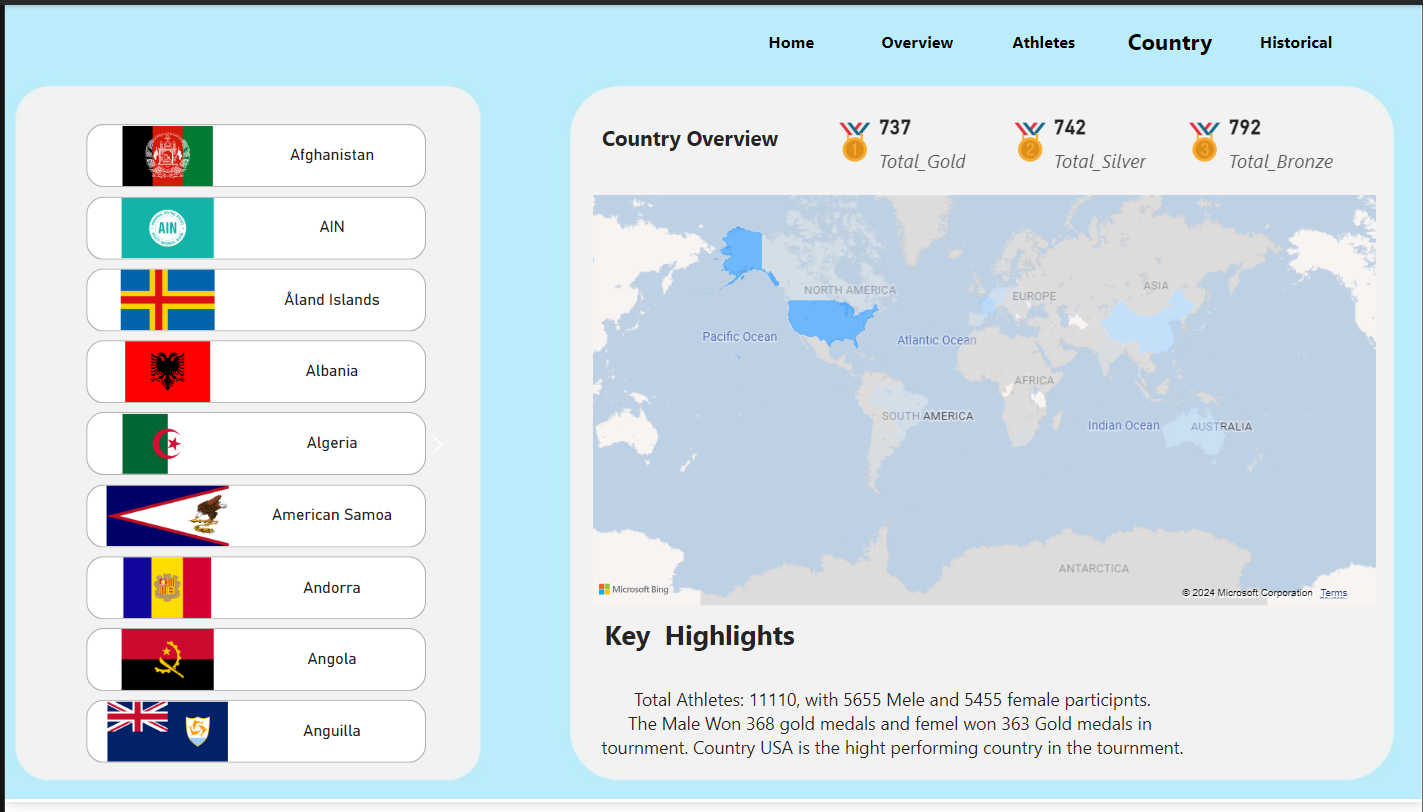 Home Overview Athletes Country Historical
Afghanistan
AIN
AIN
Åland Islands
Albania
Algeria
American Samoa
Andorra
Angola
Anguilla
Country Overview
1
737
Total_Gold
2
742
Total_Silver
3
792
Total_Bronze
NORTH AMERICA
EUROPE
ASIA
Pacific Ocean
Atlantic Ocean
AFRICA
SOUTH AMERICA
Indian Ocean
AUSTRALIA
ANTARCTICA
Microsoft Bing
© 2024 Microsoft Corporation Terms
Key Highlights
Total Athletes: 11110, with 5655 Mele and 5455 female participnts.
The Male Won 368 gold medals and femel won 363 Gold medals in
tournment. Country USA is the hight performing country in the tournment.